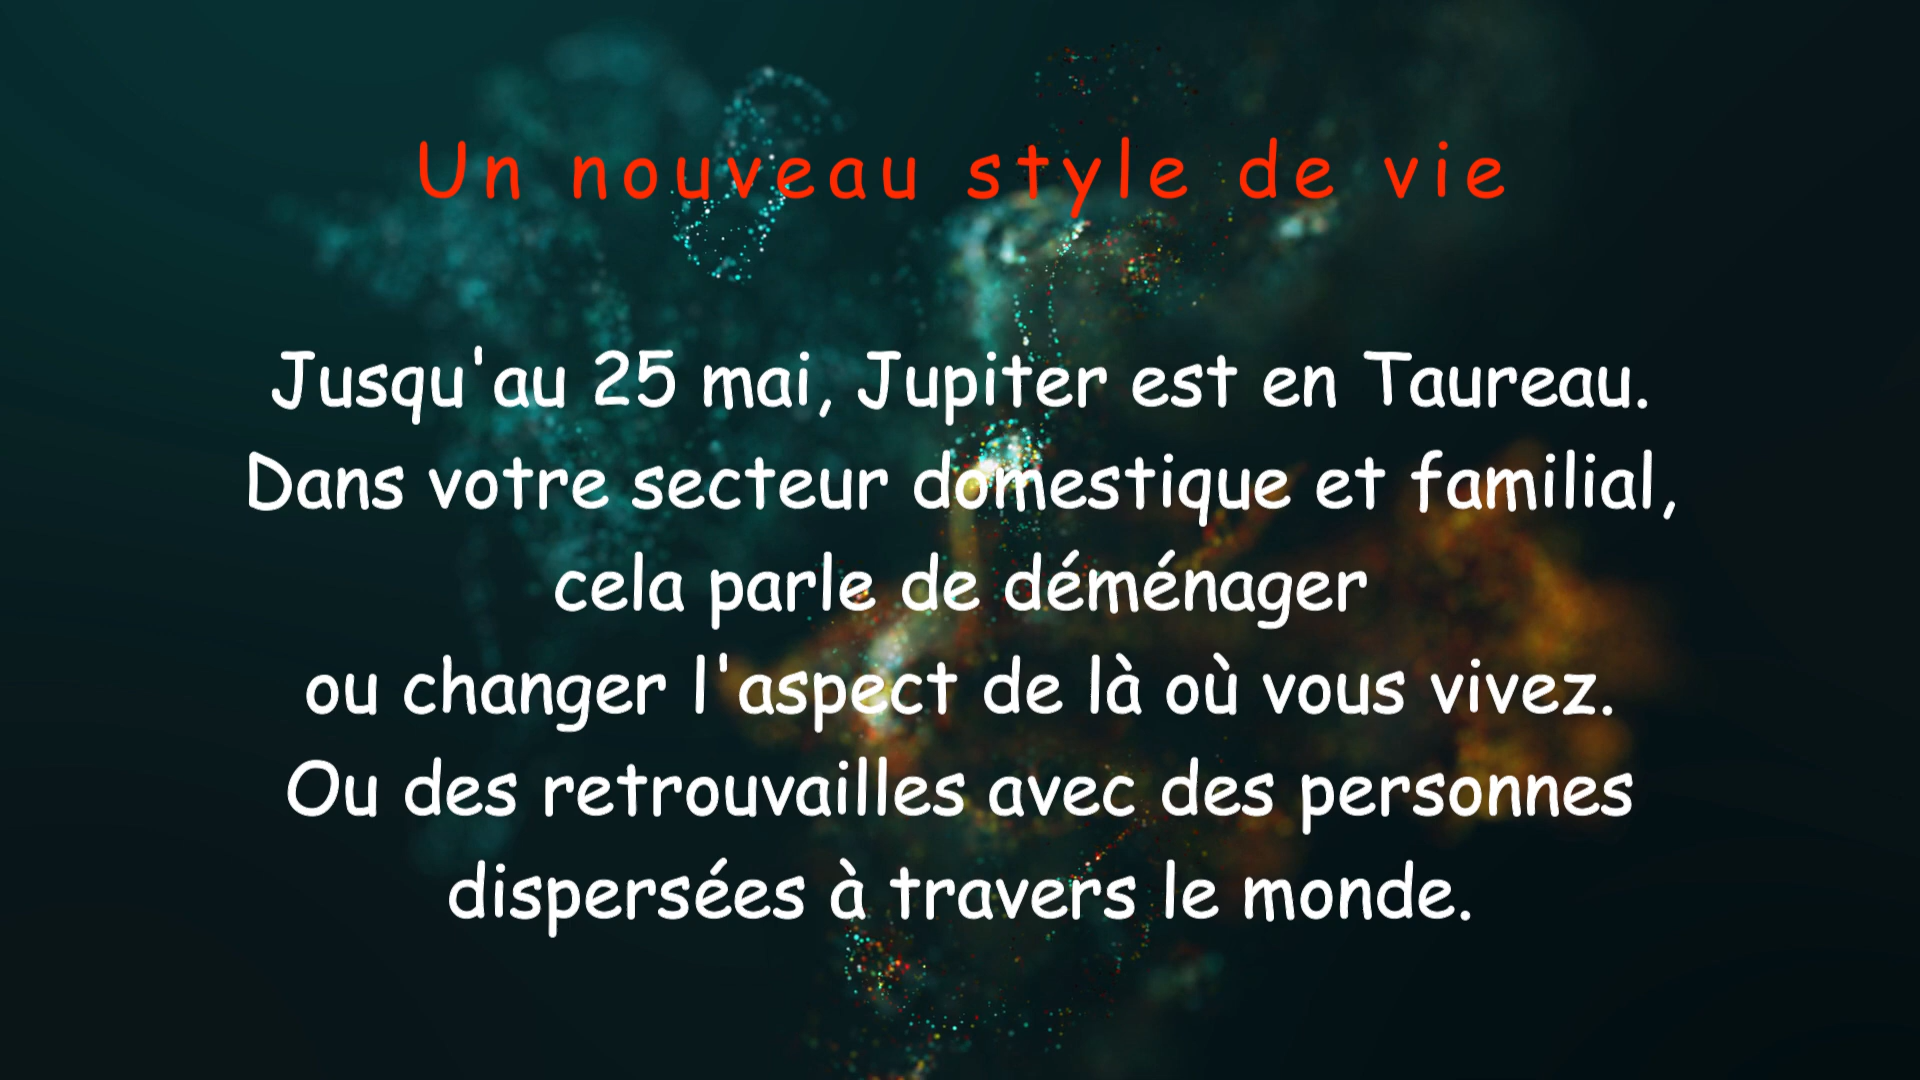 Un nouveau style de vie
Jusqu'au 25 mai, Jupiter est en Taureau.
Dans votre secteur domestique et familial,
cela parle de déménager
ou changer l'aspect de là où vous vivez.
Ou des retrouvailles avec des personnes
dispersées à travers le monde.